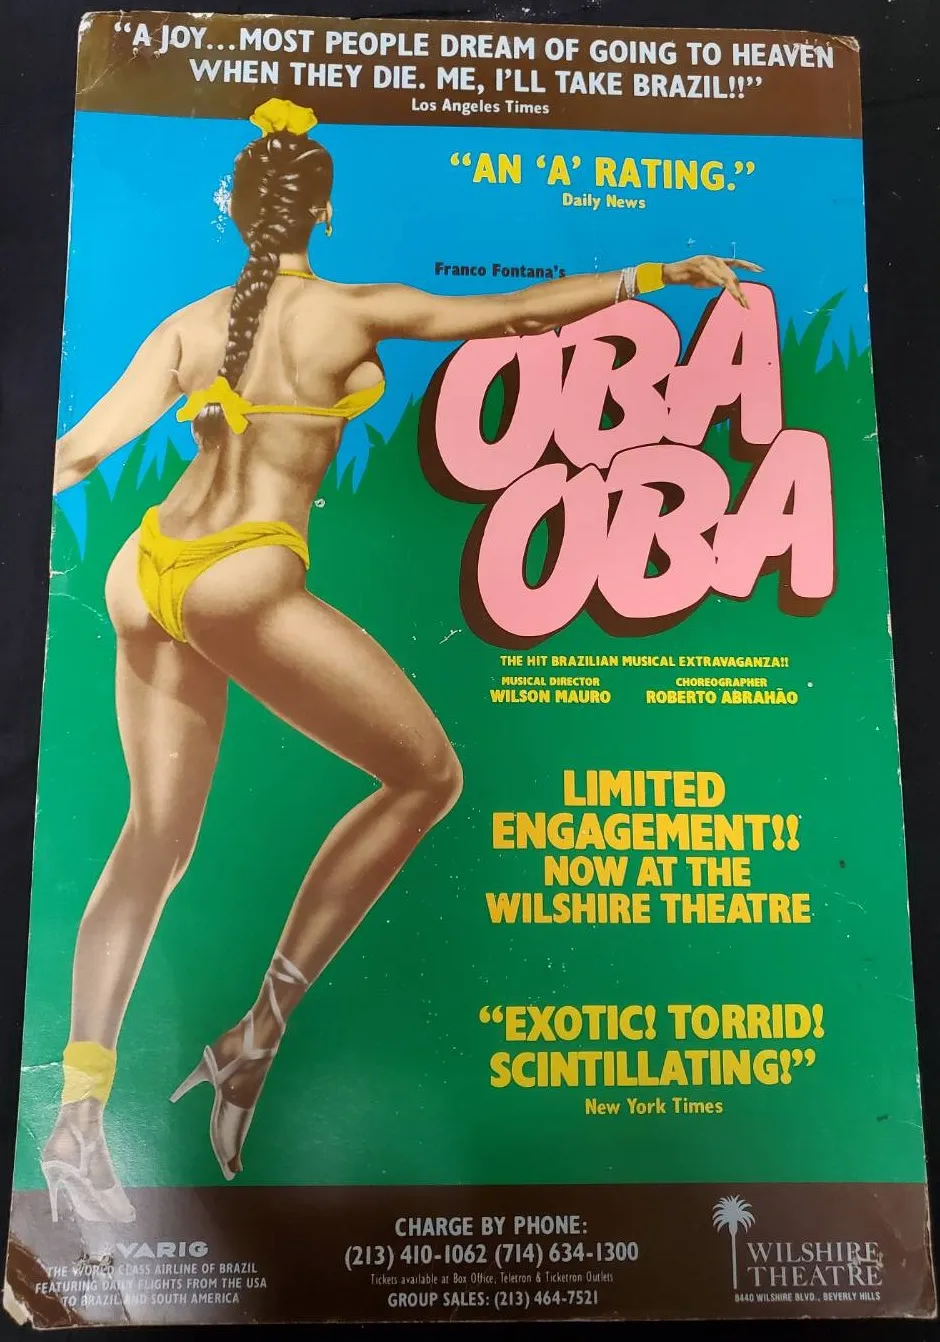 “A JOY...MOST PEOPLE DREAM OF GOING TO HEAVEN
WHEN THEY DIE. ME, I’LL TAKE BRAZIL!!”
Los Angeles Times
“AN ‘A’ RATING.”
Daily News
Franco Fontana’s
OBA
OBA
THE HIT BRAZILIAN MUSICAL EXTRAVAGANZA!!
MUSICAL DIRECTOR
WILSON MAURO
CHOREOGRAPHER
ROBERTO ABRAHÃO
LIMITED
ENGAGEMENT!!
NOW AT THE
WILSHIRE THEATRE
“EXOTIC! TORRID!
SCINTILLATING!”
New York Times
VARIG
THE WORLD CLASS AIRLINE OF BRAZIL
FEATURING DAILY FLIGHTS FROM THE USA
TO BRAZIL AND SOUTH AMERICA
CHARGE BY PHONE:
(213) 410-1062 (714) 634-1300
Tickets available at Box Office, Teletron & Ticketron Outlets
GROUP SALES: (213) 464-7521
WILSHIRE
THEATRE
8440 WILSHIRE BLVD., BEVERLY HILLS